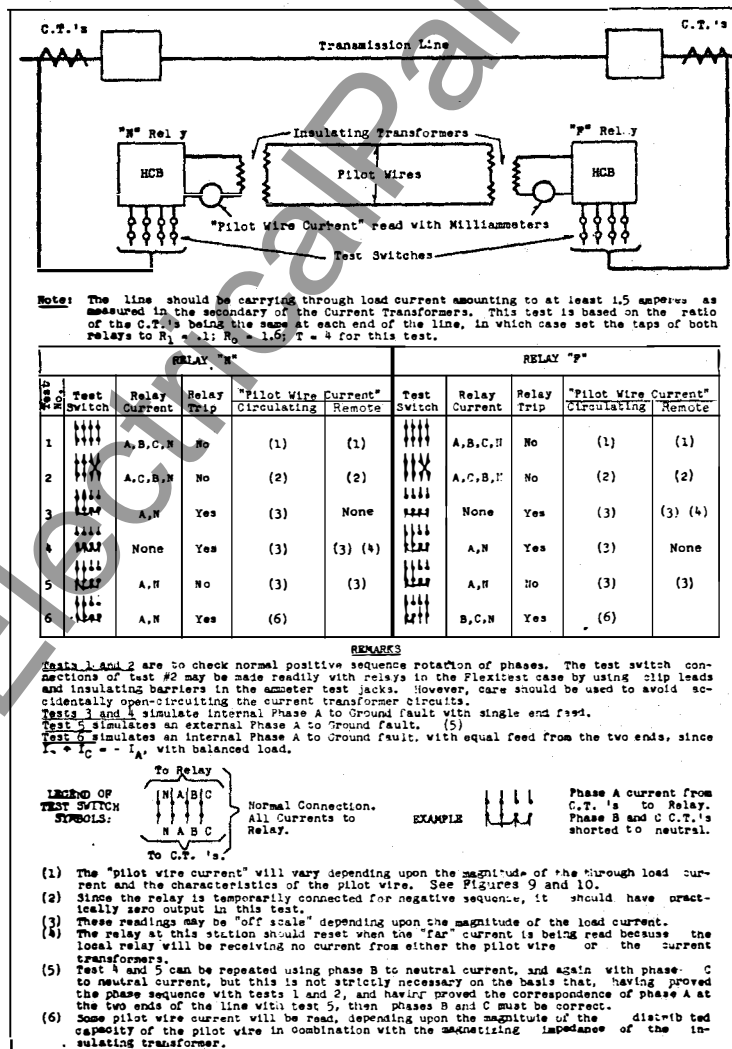 C.T.'s
C.T.'s
Transmission Line
"N" Relay
Insulating Transformers
"F" Relay
HCB
Pilot Wires
HCB
"Pilot Wire Current" read with Milliammeters
Test Switches
Note: The line should be carrying through load current amounting to at least 1.5 amperes as
measured in the secondary of the Current Transformers. This test is based on the ratio
of the C.T.'s being the same at each end of the line, in which case set the taps of both
relays to R1 = .1; Ro = 1.6; T = 4 for this test.
RELAY "N" RELAY "F"
Test No. Test Switch Relay Current Relay Trip "Pilot Wire Current" Circulating Remote Test Switch Relay Current Relay Trip "Pilot Wire Current" Circulating Remote
1 A,B,C,N No (1) (1) A,B,C,N No (1) (1)
2 A,C,B,N No (2) (2) A,C,B,N No (2) (2)
3 A,N Yes (3) None None Yes (3) (3) (4)
4 None Yes (3) (3) (4) A,N Yes (3) None
5 A,N No (3) (3) A,N No (3) (3)
6 A,N Yes (6) B,C,N Yes (6)
REMARKS
Tests 1 and 2 are to check normal positive sequence rotation of phases. The test switch con-
nections of test #2 may be made readily with relays in the Flexitest case by using clip leads
and insulating barriers in the ammeter test jacks. However, care should be used to avoid ac-
cidentally open-circuiting the current transformer circuits.
Tests 3 and 4 simulate internal Phase A to Ground fault with single end feed.
Test 5 simulates an external Phase A to Ground fault. (5)
Test 6 simulates an internal Phase A to Ground fault, with equal feed from the two ends, since
+ IC = - IA, with balanced load.
To Relay
LEGEND OF
TEST SWITCH
SYMBOLS:
N A B C
N A B C
To C.T. 's.
Normal Connection.
All Currents to
Relay.
EXAMPLE
Phase A current from
C.T. 's to Relay.
Phase B and C C.T.'s
shorted to neutral.
(1) The "pilot wire current" will vary depending upon the magnitude of the through load cur-
rent and the characteristics of the pilot wire. See Figures 9 and 10.
(2) Since the relay is temporarily connected for negative sequence, it should have pract-
ically zero output in this test.
(3) These readings may be "off scale" depending upon the magnitude of the load current.
(4) The relay at this station should reset when the "far" current is being read because the
local relay will be receiving no current from either the pilot wire or the current
transformers.
(5) Test 4 and 5 can be repeated using phase B to neutral current, and again with phase C
to neutral current, but this is not strictly necessary on the basis that, having proved
the phase sequence with tests 1 and 2, and having proved the correspondence of phase A at
the two ends of the line with test 5, then phases B and C must be correct.
(6) Some pilot wire current will be read, depending upon the magnitude of the distrib ted
capacity of the pilot wire in combination with the magnetizing impedance of the in-
sulating transformer.
ElectricalPar